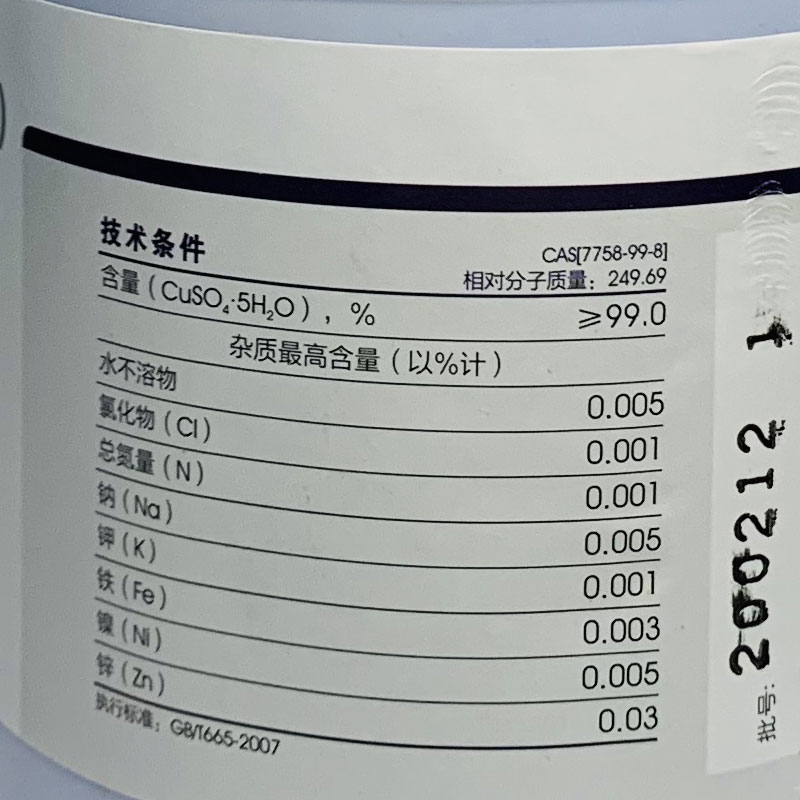 技术条件
CAS[7758-99-8]
相对分子质量：249.69
含量（CuSO₄·5H₂O），% ≥99.0
杂质最高含量（以%计）
水不溶物 0.005
氯化物（Cl） 0.001
总氮量（N） 0.001
钠（Na） 0.005
钾（K） 0.001
铁（Fe） 0.003
镍（Ni） 0.005
锌（Zn） 0.03
执行标准：GB/T665-2007
批号：200212 1